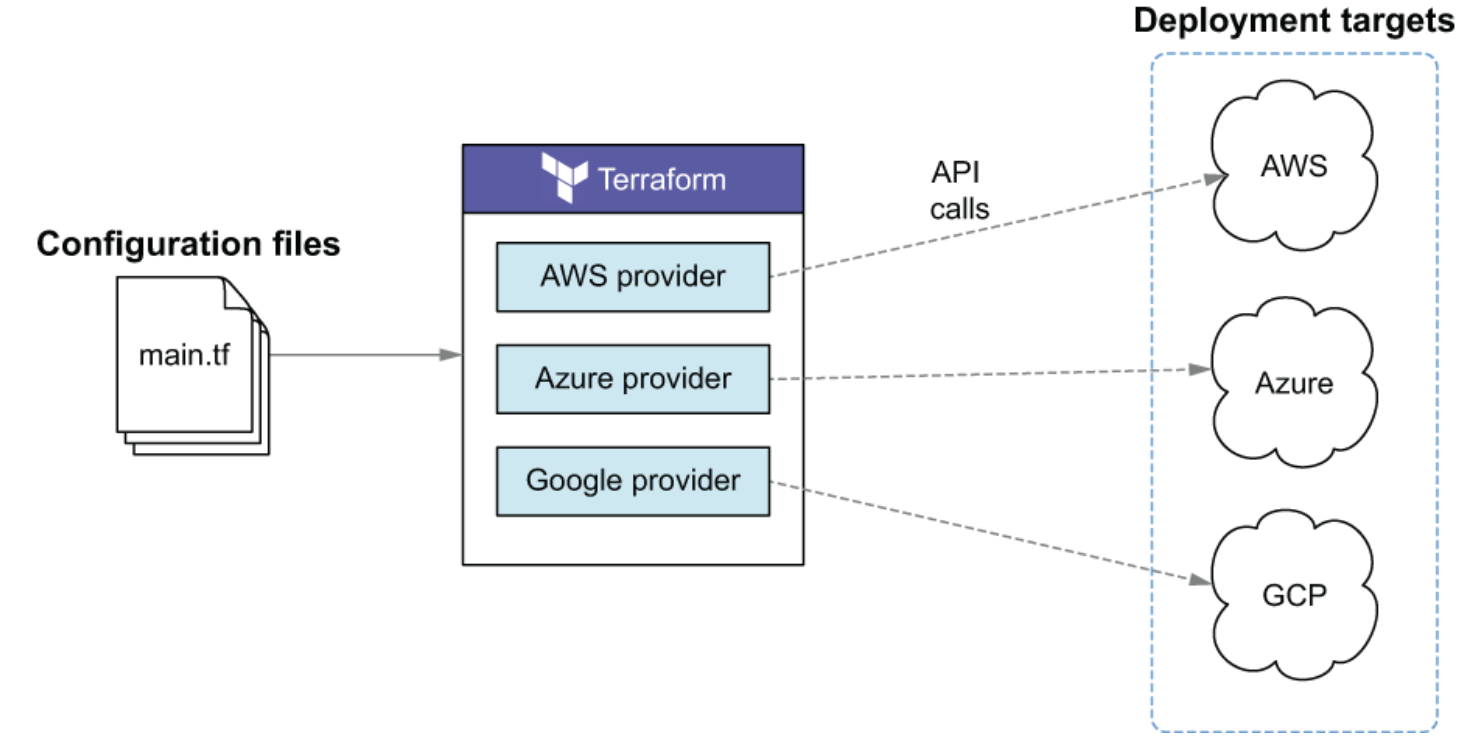 Deployment targets
AWS
API
calls
Terraform
Configuration files
AWS provider
main.tf
Azure provider
Azure
Google provider
GCP